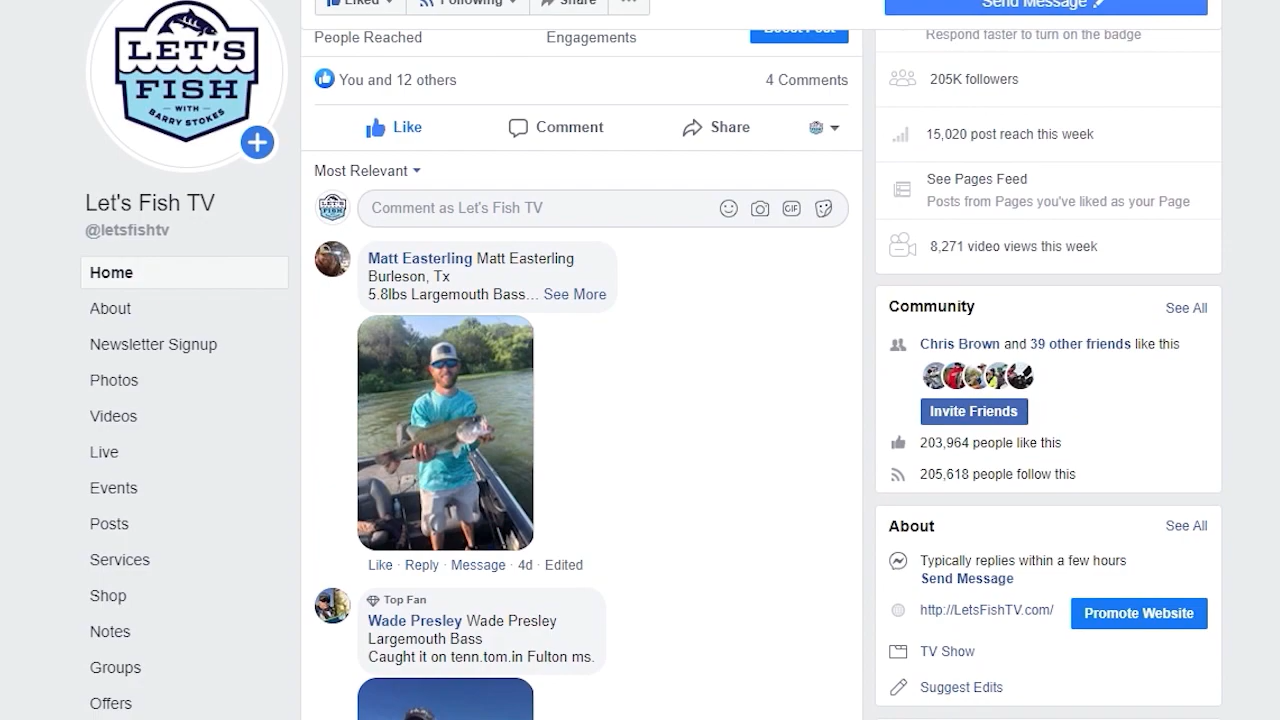 LET'S
FISH
WITH
BARRY STOKES
Let's Fish TV
@letsfishtv
Home
About
Newsletter Signup
Photos
Videos
Live
Events
Posts
Services
Shop
Notes
Groups
Offers
Liked
Following
Share
People Reached
Engagements
Boost Post
You and 12 others
4 Comments
Like
Comment
Share
Most Relevant
Comment as Let's Fish TV
GIF
Matt Easterling Matt Easterling
Burleson, Tx
5.8lbs Largemouth Bass... See More
Like · Reply · Message · 4d · Edited
Top Fan
Wade Presley Wade Presley
Largemouth Bass
Caught it on tenn.tom.in Fulton ms.
Send Message
Respond faster to turn on the badge
205K followers
15,020 post reach this week
See Pages Feed
Posts from Pages you've liked as your Page
8,271 video views this week
Community
See All
Chris Brown and 39 other friends like this
Invite Friends
203,964 people like this
205,618 people follow this
About
See All
Typically replies within a few hours
Send Message
http://LetsFishTV.com/
Promote Website
TV Show
Suggest Edits